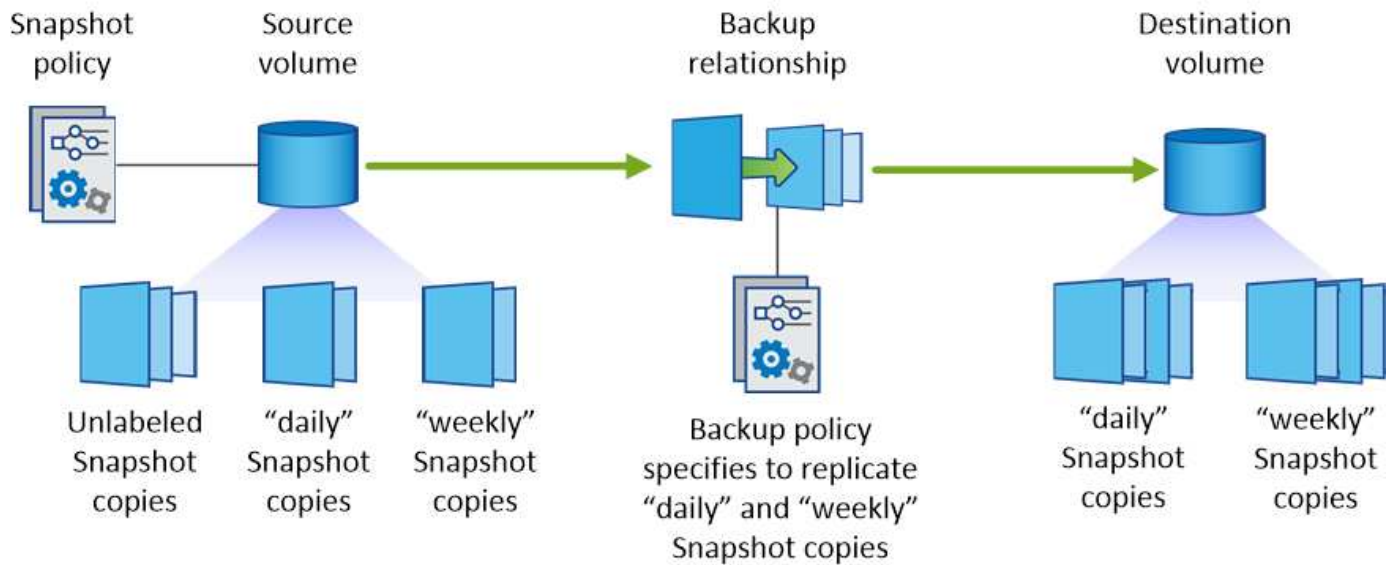 Snapshot
policy
Source
volume
Backup
relationship
Destination
volume
Unlabeled
Snapshot
copies
“daily”
Snapshot
copies
“weekly”
Snapshot
copies
Backup policy
specifies to replicate
“daily” and “weekly”
Snapshot copies
“daily”
Snapshot
copies
“weekly”
Snapshot
copies